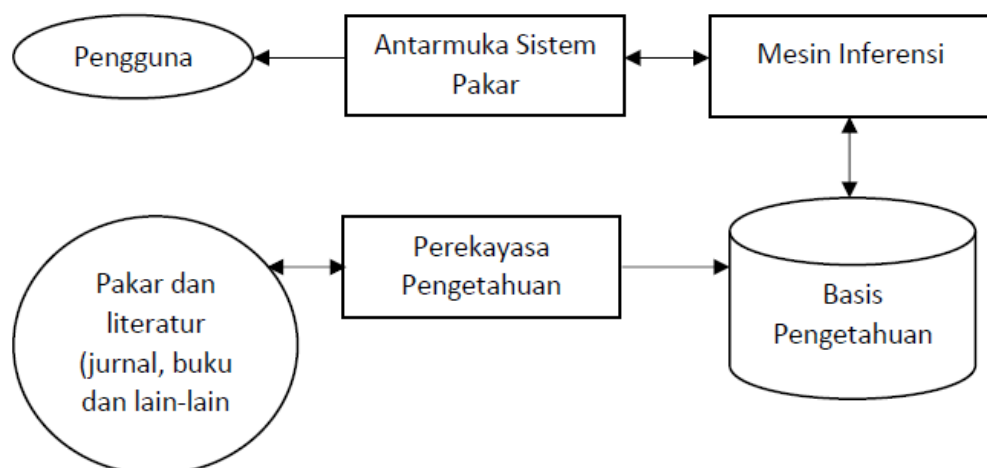 Pengguna
Antarmuka Sistem
Pakar
Mesin Inferensi
Pakar dan
literatur
(jurnal, buku
dan lain-lain
Perekayasa
Pengetahuan
Basis
Pengetahuan